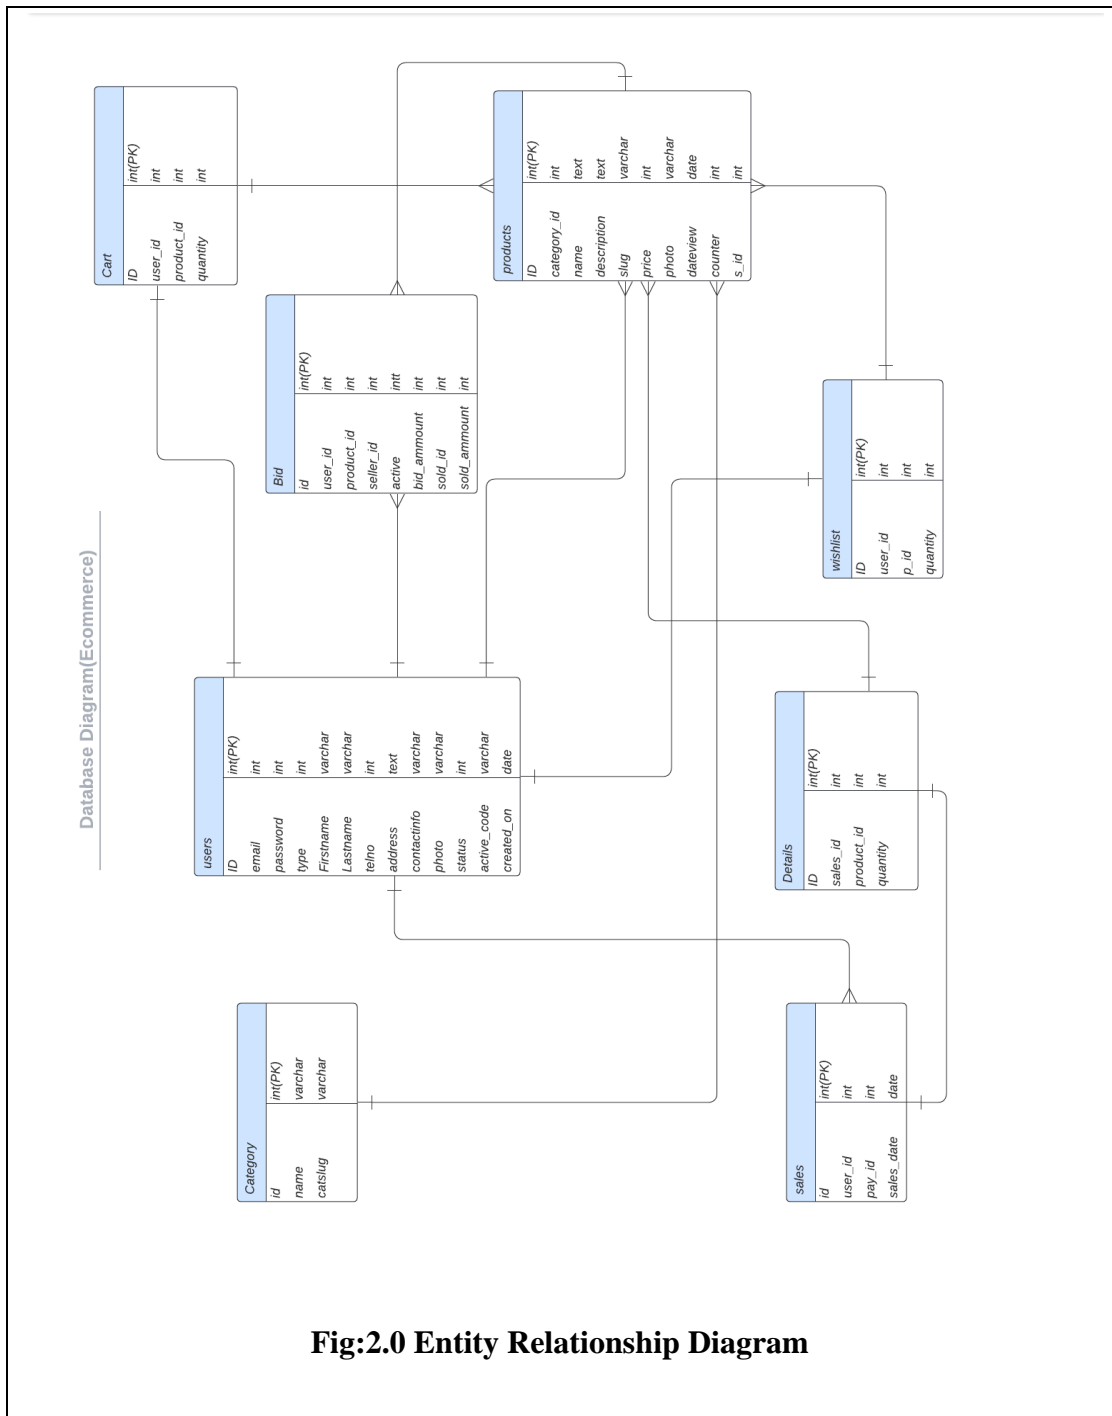 Database Diagram(Ecommerce)
Cart
ID int(PK)
user_id int
product_id int
quantity int
Bid
id int(PK)
user_id int
product_id int
seller_id int
active intt
bid_ammount int
sold_id int
sold_ammount int
products
ID int(PK)
category_id int
name text
description text
slug varchar
price int
photo varchar
dateview date
counter int
s_id int
users
ID int(PK)
email int
password int
type int
Firstname varchar
Lastname varchar
telno int
address text
contactinfo varchar
photo varchar
status int
active_code varchar
created_on date
wishlist
ID int(PK)
user_id int
p_id int
quantity int
Details
ID int(PK)
sales_id int
product_id int
quantity int
Category
id int(PK)
name varchar
catslug varchar
sales
id int(PK)
user_id int
pay_id int
sales_date date
Fig:2.0 Entity Relationship Diagram